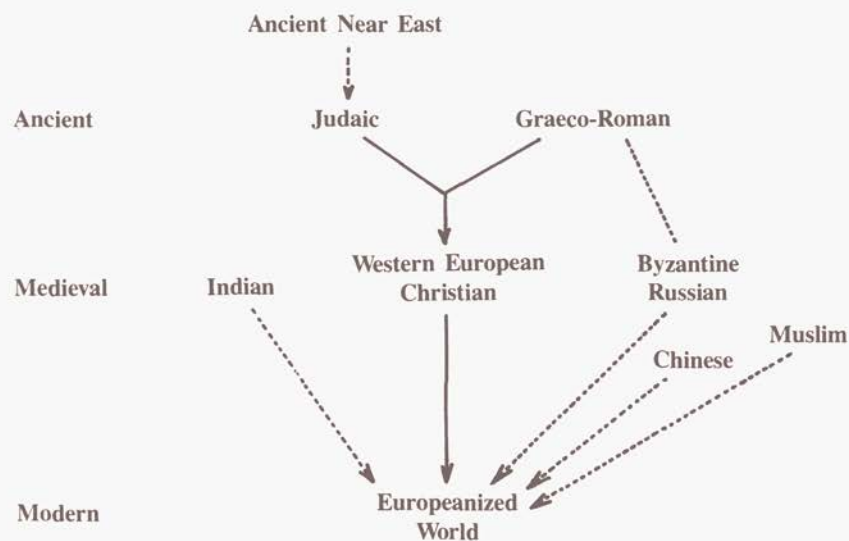 Ancient Near East
Ancient
Judaic
Graeco-Roman
Medieval
Indian
Western European
Christian
Byzantine
Russian
Muslim
Chinese
Modern
Europeanized
World